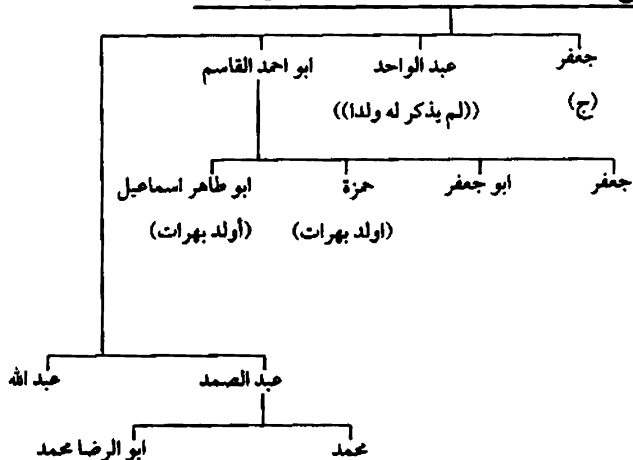 جعفر عبد الواحد ابو احمد القاسم
(ج) ((لم يذكر له ولدا))
جعفر ابو جعفر حمزة ابو طاهر اسماعيل
(اولد بهرات) (أولد بهرات)
عبد الصمد عبد الله
محمد ابو الرضا محمد